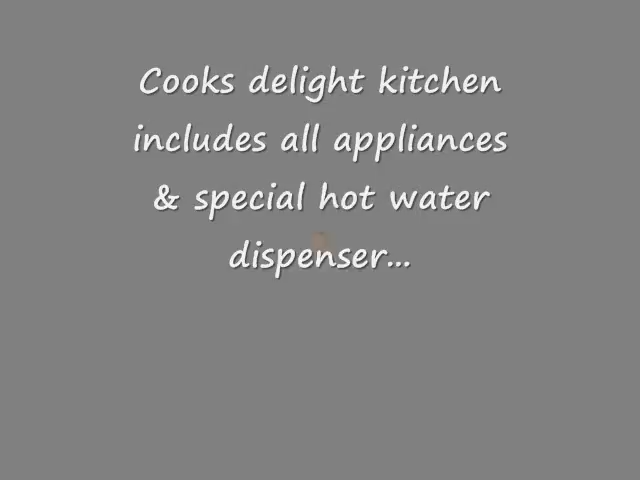 Cooks delight kitchen
includes all appliances
& special hot water
dispenser...